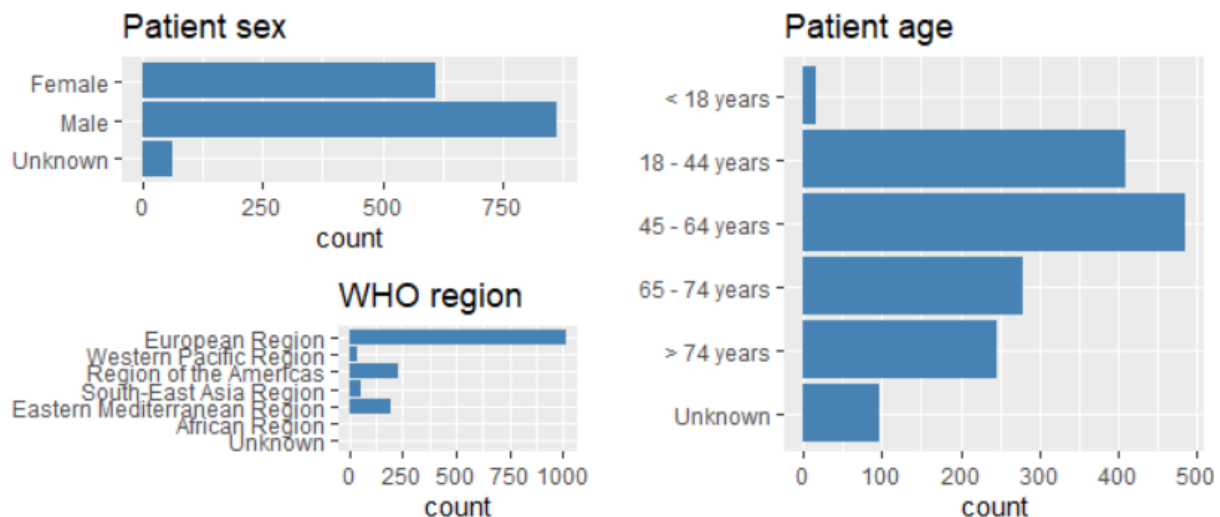 Patient sex
Female
Male
Unknown
0 250 500 750
count
WHO region
European Region
Western Pacific Region
Region of the Americas
South-East Asia Region
Eastern Mediterranean Region
African Region
Unknown
0 250 500 750 1000
count
Patient age
< 18 years
18 - 44 years
45 - 64 years
65 - 74 years
> 74 years
Unknown
0 100 200 300 400 500
count